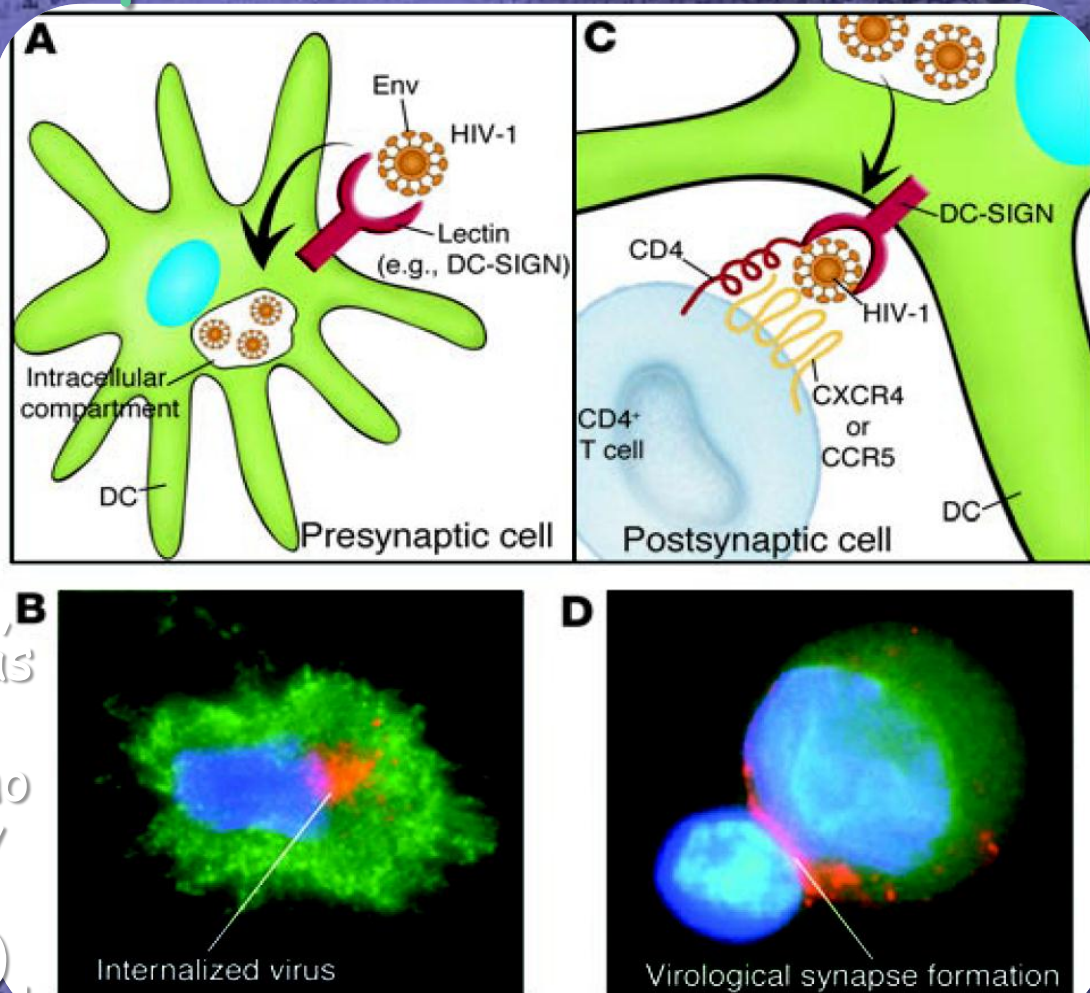 A
Env
HIV-1
Lectin
(e.g., DC-SIGN)
Intracellular
compartment
DC
Presynaptic cell
C
DC-SIGN
CD4
HIV-1
CXCR4
or
CCR5
CD4+
T cell
DC
Postsynaptic cell
B
Internalized virus
D
Virological synapse formation